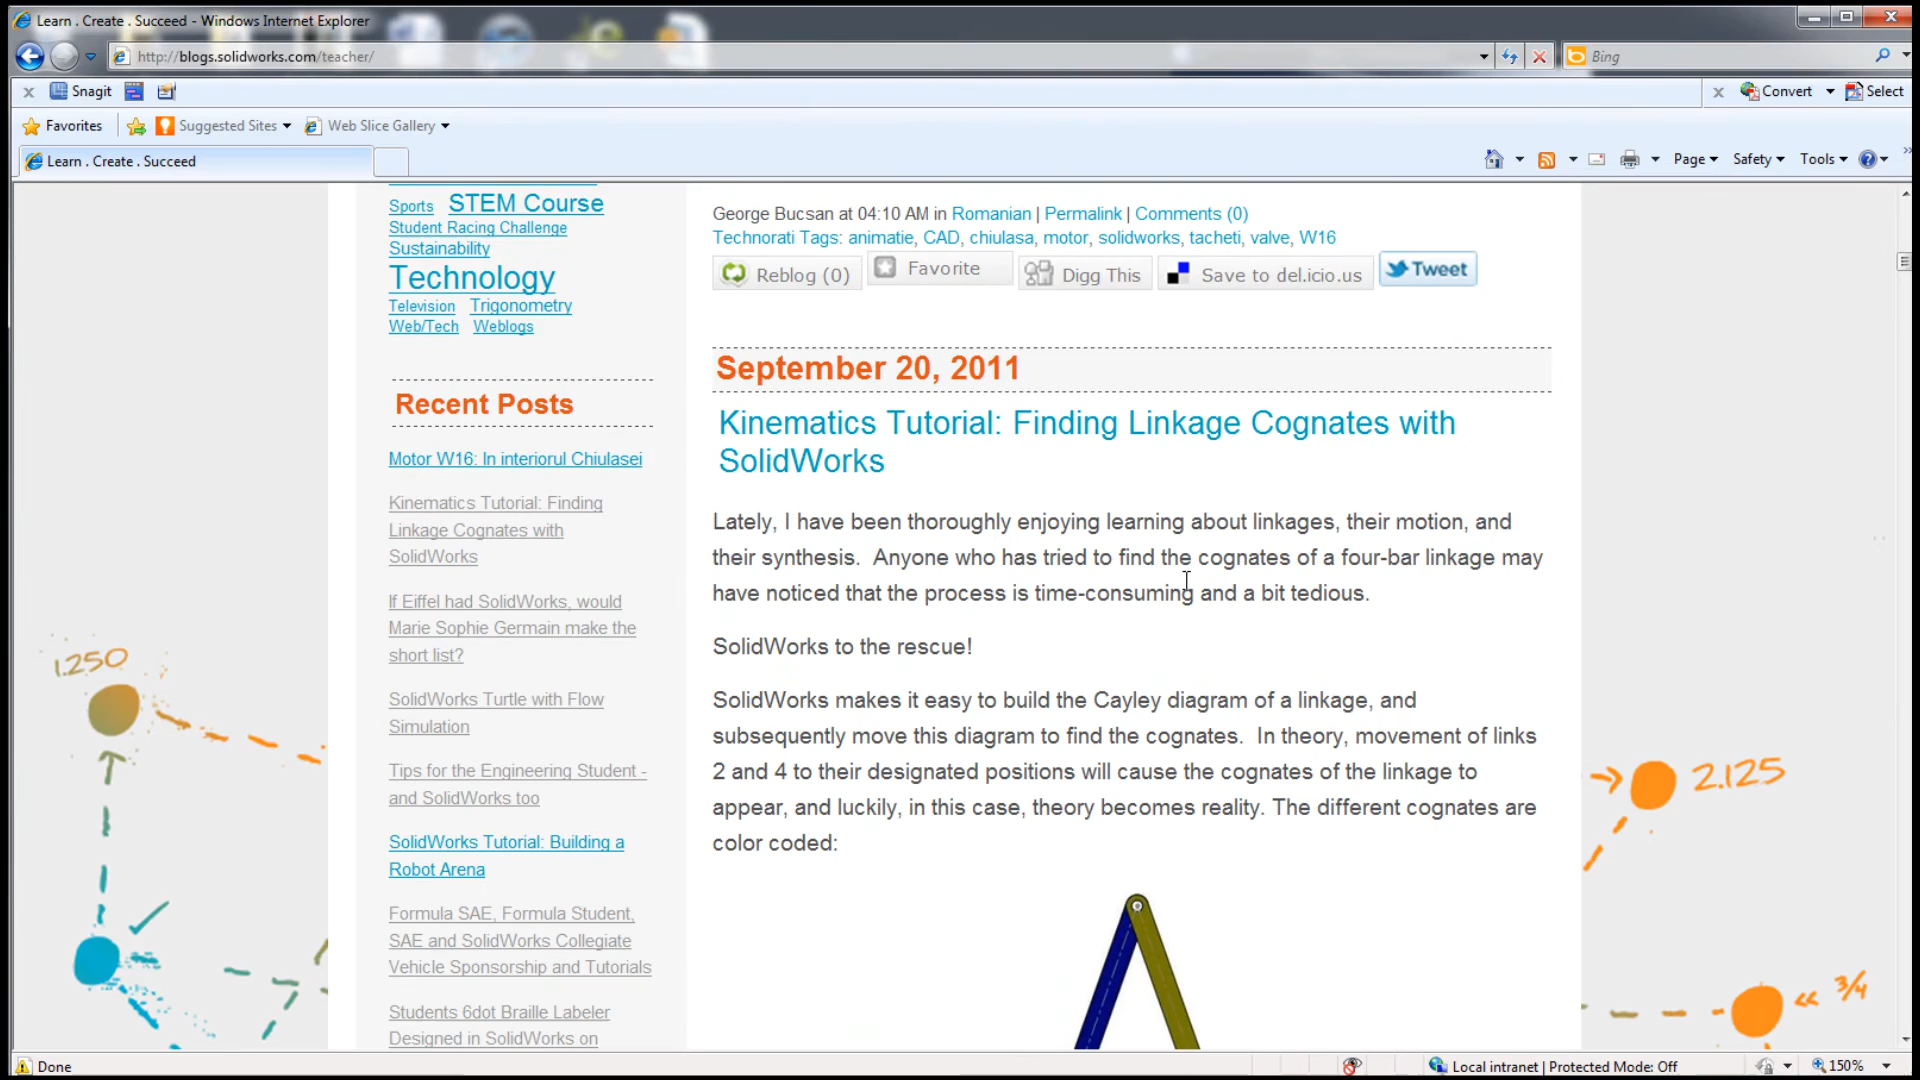 Learn . Create . Succeed - Windows Internet Explorer
http://blogs.solidworks.com/teacher/
Bing
Snagit
Convert
Select
Favorites
Suggested Sites
Web Slice Gallery
Learn . Create . Succeed
Page
Safety
Tools
Sports STEM Course
Student Racing Challenge
Sustainability
Technology
Television Trigonometry
Web/Tech Weblogs
Recent Posts
Motor W16: In interiorul Chiulasei
Kinematics Tutorial: Finding
Linkage Cognates with
SolidWorks
If Eiffel had SolidWorks, would
Marie Sophie Germain make the
short list?
SolidWorks Turtle with Flow
Simulation
Tips for the Engineering Student -
and SolidWorks too
SolidWorks Tutorial: Building a
Robot Arena
Formula SAE, Formula Student,
SAE and SolidWorks Collegiate
Vehicle Sponsorship and Tutorials
Students 6dot Braille Labeler
Designed in SolidWorks on
George Bucsan at 04:10 AM in Romanian | Permalink | Comments (0)
Technorati Tags: animatie, CAD, chiulasa, motor, solidworks, tacheti, valve, W16
Reblog (0) Favorite Digg This Save to del.icio.us Tweet
September 20, 2011
Kinematics Tutorial: Finding Linkage Cognates with
SolidWorks
Lately, I have been thoroughly enjoying learning about linkages, their motion, and
their synthesis.  Anyone who has tried to find the cognates of a four-bar linkage may
have noticed that the process is time-consuming and a bit tedious.
SolidWorks to the rescue!
SolidWorks makes it easy to build the Cayley diagram of a linkage, and
subsequently move this diagram to find the cognates.  In theory, movement of links
2 and 4 to their designated positions will cause the cognates of the linkage to
appear, and luckily, in this case, theory becomes reality. The different cognates are
color coded:
1.250
2.125
3/4
Done
Local intranet | Protected Mode: Off
150%